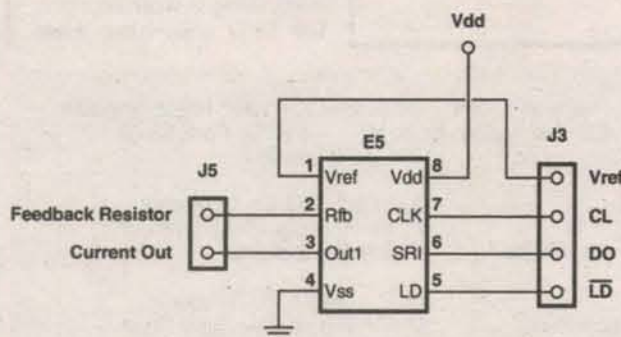 Vdd
E5
J3
J5
1 Vref Vdd 8
Vref
Feedback Resistor
2 Rfb CLK 7
CL
Current Out
3 Out1 SRI 6
DO
4 Vss LD 5
L̅D̅